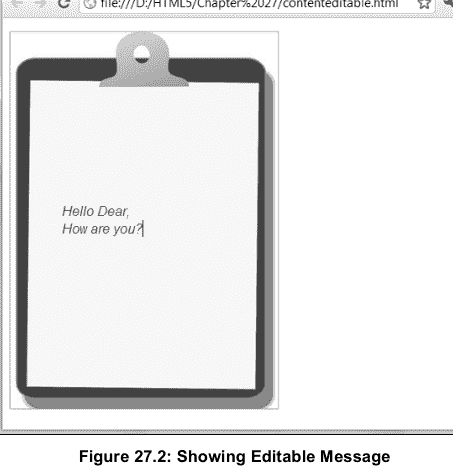 file:///D:/HTML5/Chapter%2027/contenteditable.html
Hello Dear,
How are you?
Figure 27.2: Showing Editable Message